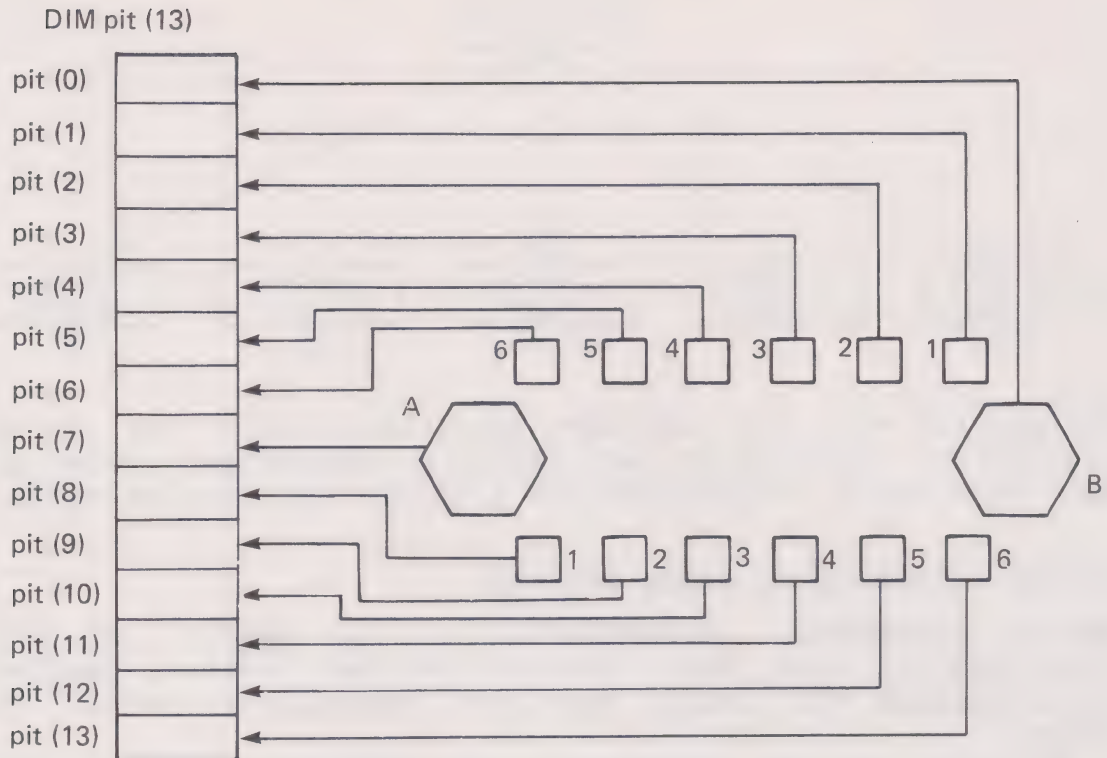 DIM pit (13)
pit (0)
pit (1)
pit (2)
pit (3)
pit (4)
pit (5)
6 5 4 3 2 1
pit (6)
A
pit (7)
B
pit (8)
pit (9)
1 2 3 4 5 6
pit (10)
pit (11)
pit (12)
pit (13)